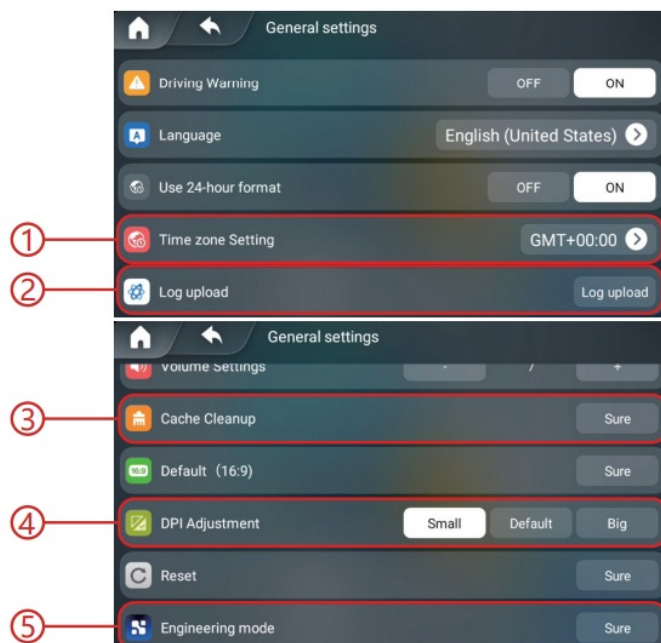 General settings
Driving Warning OFF ON
Language English (United States)
Use 24-hour format OFF ON
① Time zone Setting GMT+00:00
② Log upload Log upload
General settings
Volume Settings - 7 +
③ Cache Cleanup Sure
16:9 Default (16:9) Sure
④ DPI Adjustment Small Default Big
Reset Sure
⑤ Engineering mode Sure